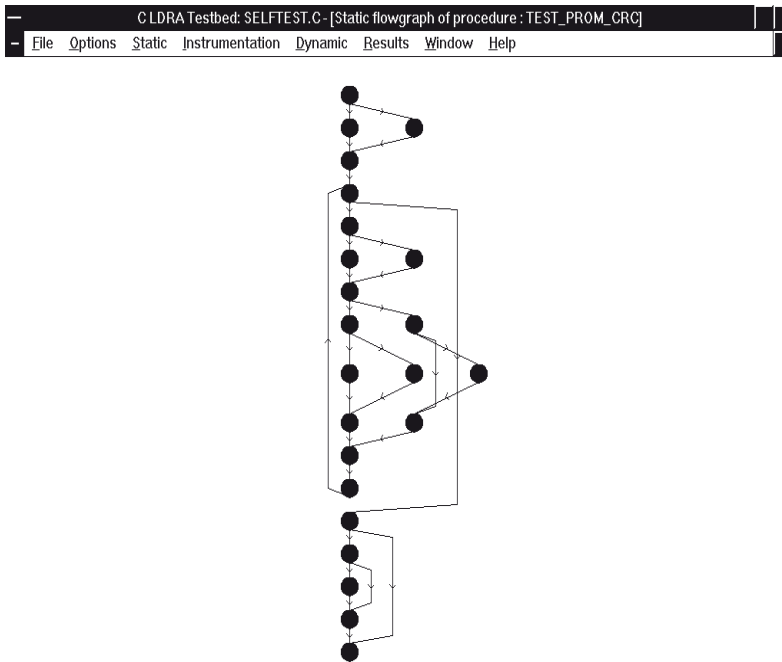 C LDRA Testbed: SELFTEST.C - [Static flowgraph of procedure : TEST_PROM_CRC]
File Options Static Instrumentation Dynamic Results Window Help